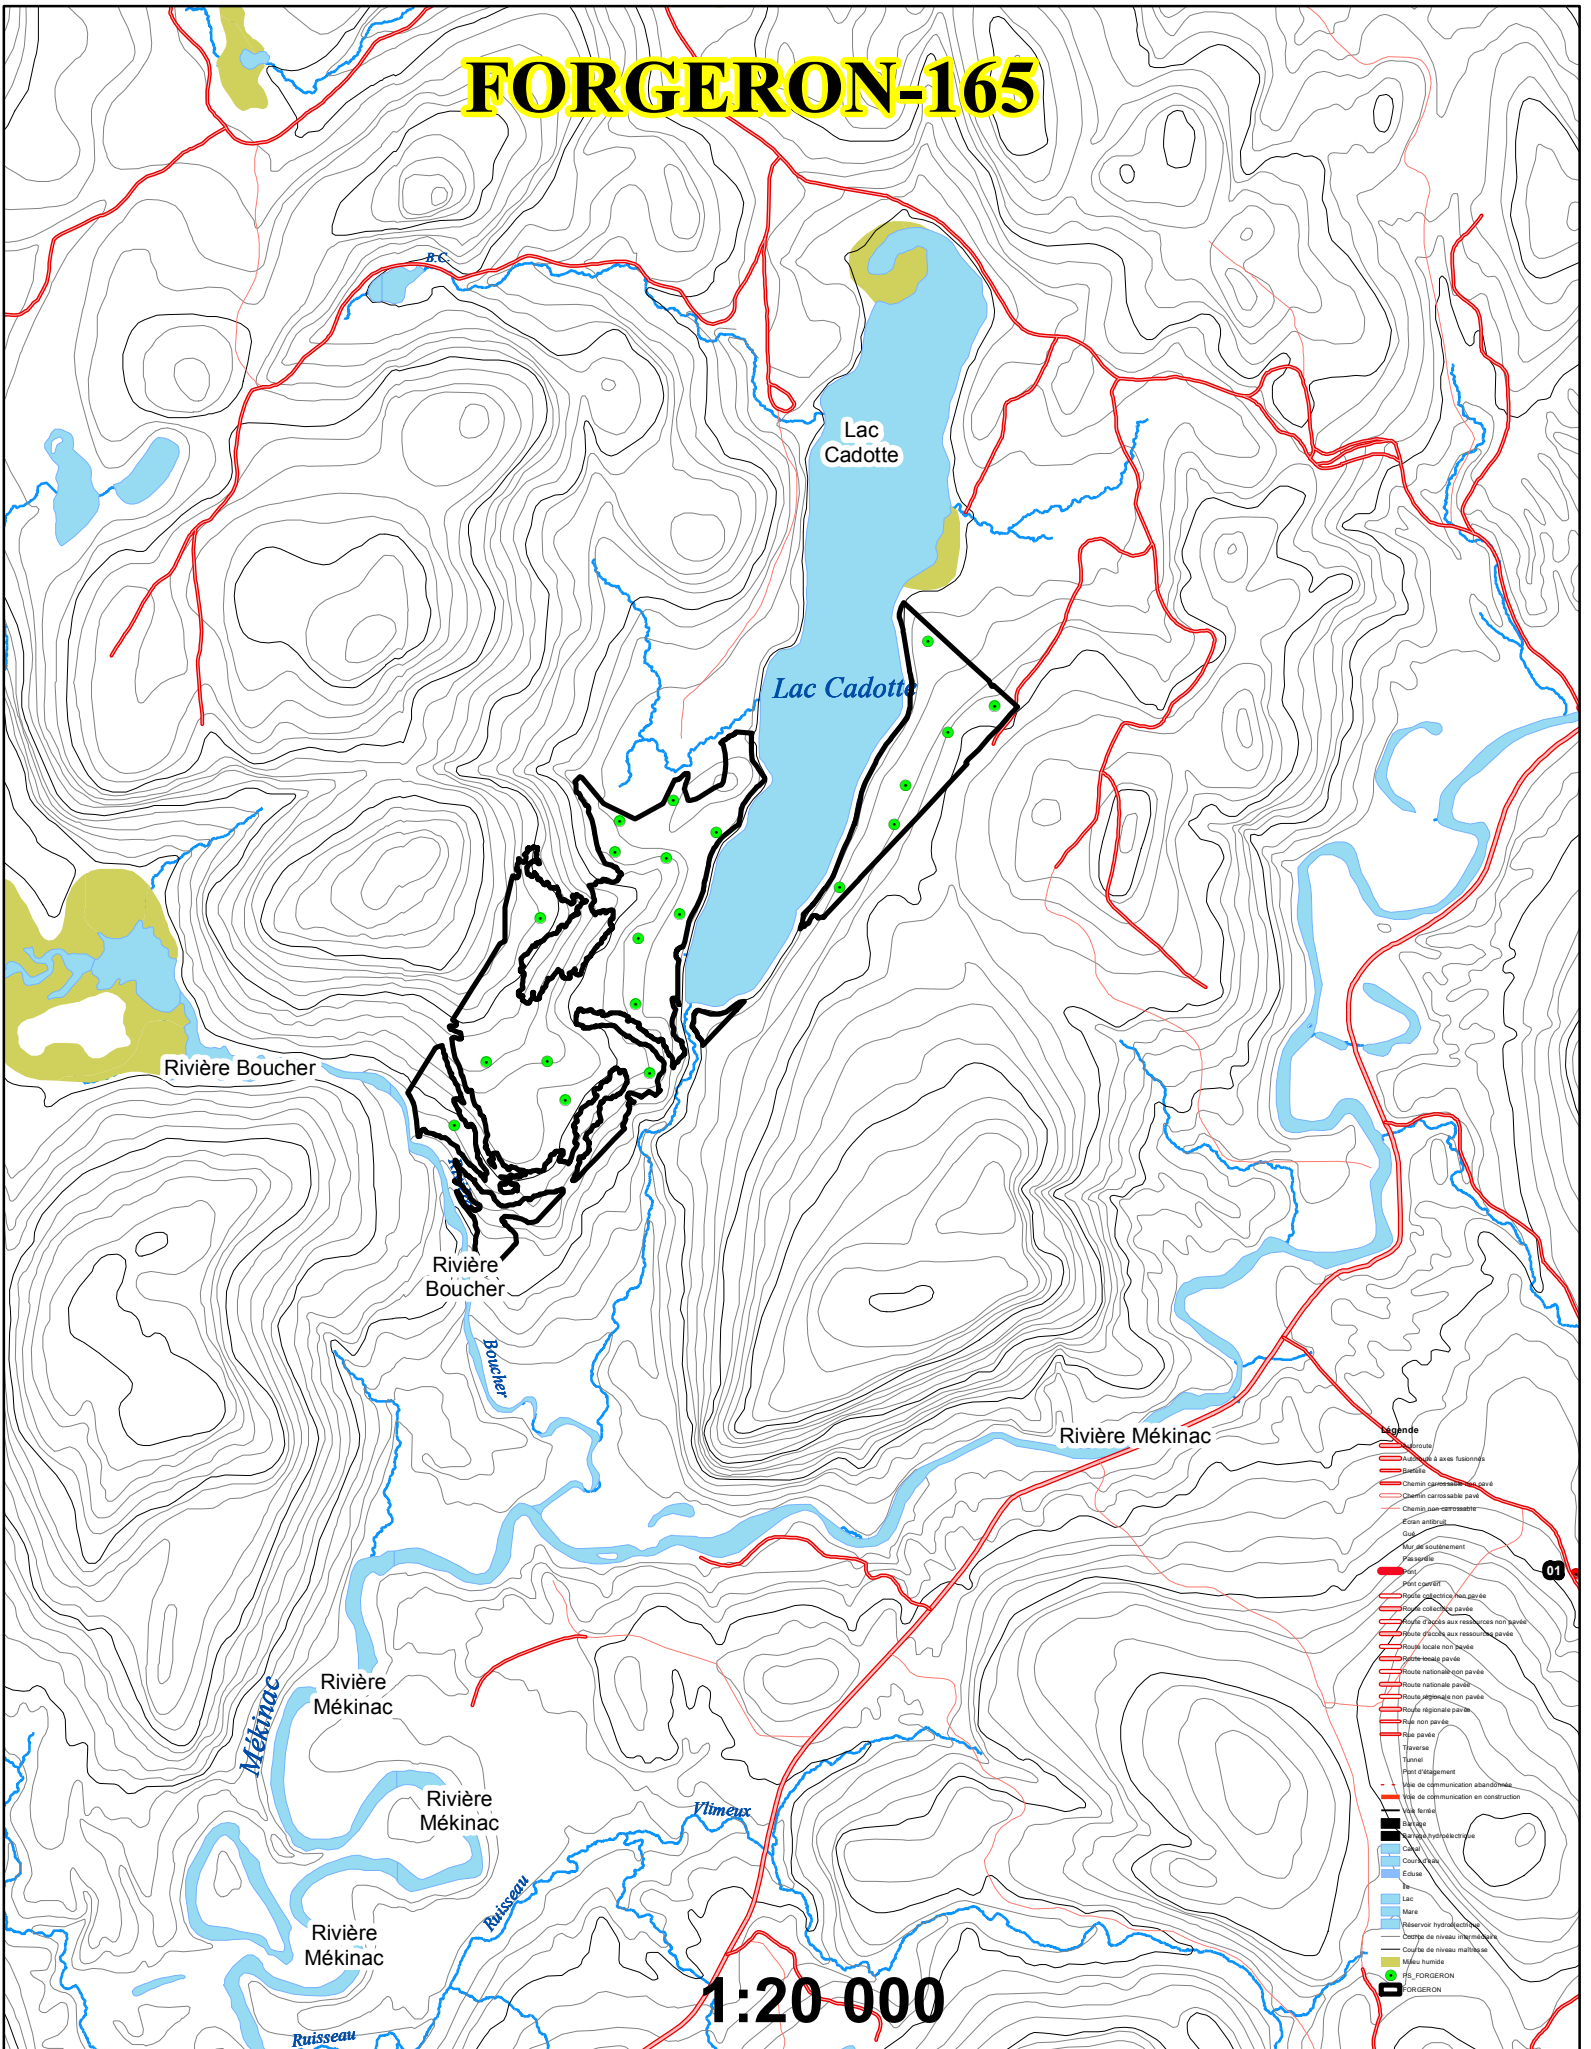 FORGERON-165
B.C.
Lac
Cadotte
Lac Cadotte
Rivière Boucher
Rivière
Rivière
Boucher
Boucher
Rivière Mékinac
Légende
Autoroute
Autoroute à axes fusionnés
Bretelle
Chemin carrossable non pavé
Chemin carrossable pavé
Chemin non carrossable
Écran antibruit
Gué
Mur de soutènement
Passerelle
Pont
Pont couvert
Route collectrice non pavée
Route collectrice pavée
Route d'accès aux ressources non pavée
Route d'accès aux ressources pavée
Route locale non pavée
Route locale pavée
Route nationale non pavée
Route nationale pavée
Route régionale non pavée
Route régionale pavée
Rue non pavée
Rue pavée
Traverse
Tunnel
Pont d'étagement
Voie de communication abandonnée
Voie de communication en construction
Voie ferrée
Barrage
Barrage hydroélectrique
Canal
Cours d'eau
Écluse
Île
Lac
Mare
Réservoir hydroélectrique
Courbe de niveau intermédiaire
Courbe de niveau maîtresse
Milieu humide
PS_FORGERON
FORGERON
01
Rivière
Mékinac
Mékinac
Rivière
Mékinac
Vlimeux
Ruisseau
Rivière
Mékinac
1:20 000
Ruisseau